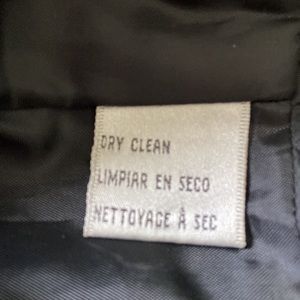 DRY CLEAN
LIMPIAR EN SECO
NETTOYAGE À SEC